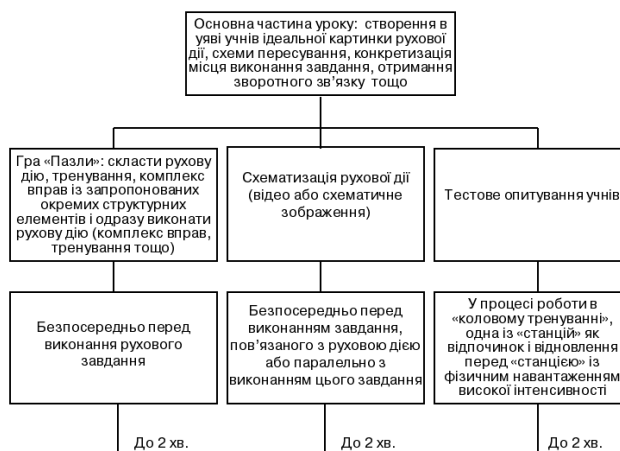 Основна частина уроку: створення в
уяві учнів ідеальної картинки рухової
дії, схеми пересування, конкретизація
місця виконання завдання, отримання
зворотного зв’язку тощо
Гра «Пазли»: скласти рухову
дію, тренування, комплекс
вправ із запропонованих
окремих структурних
елементів і одразу виконати
рухову дію (комплекс вправ,
тренування тощо)
Схематизація рухової дії
(відео або схематичне
зображення)
Тестове опитування учнів
Безпосередньо перед
виконання рухового
завдання
Безпосередньо перед
виконанням завдання,
пов’язаного з руховою дією
або паралельно з
виконанням цього завдання
У процесі роботи в
«коловому тренуванні»,
одна із «станцій» як
відпочинок і відновлення
перед «станцією» із
фізичним навантаженням
високої інтенсивності
До 2 хв.
До 2 хв.
До 2 хв.